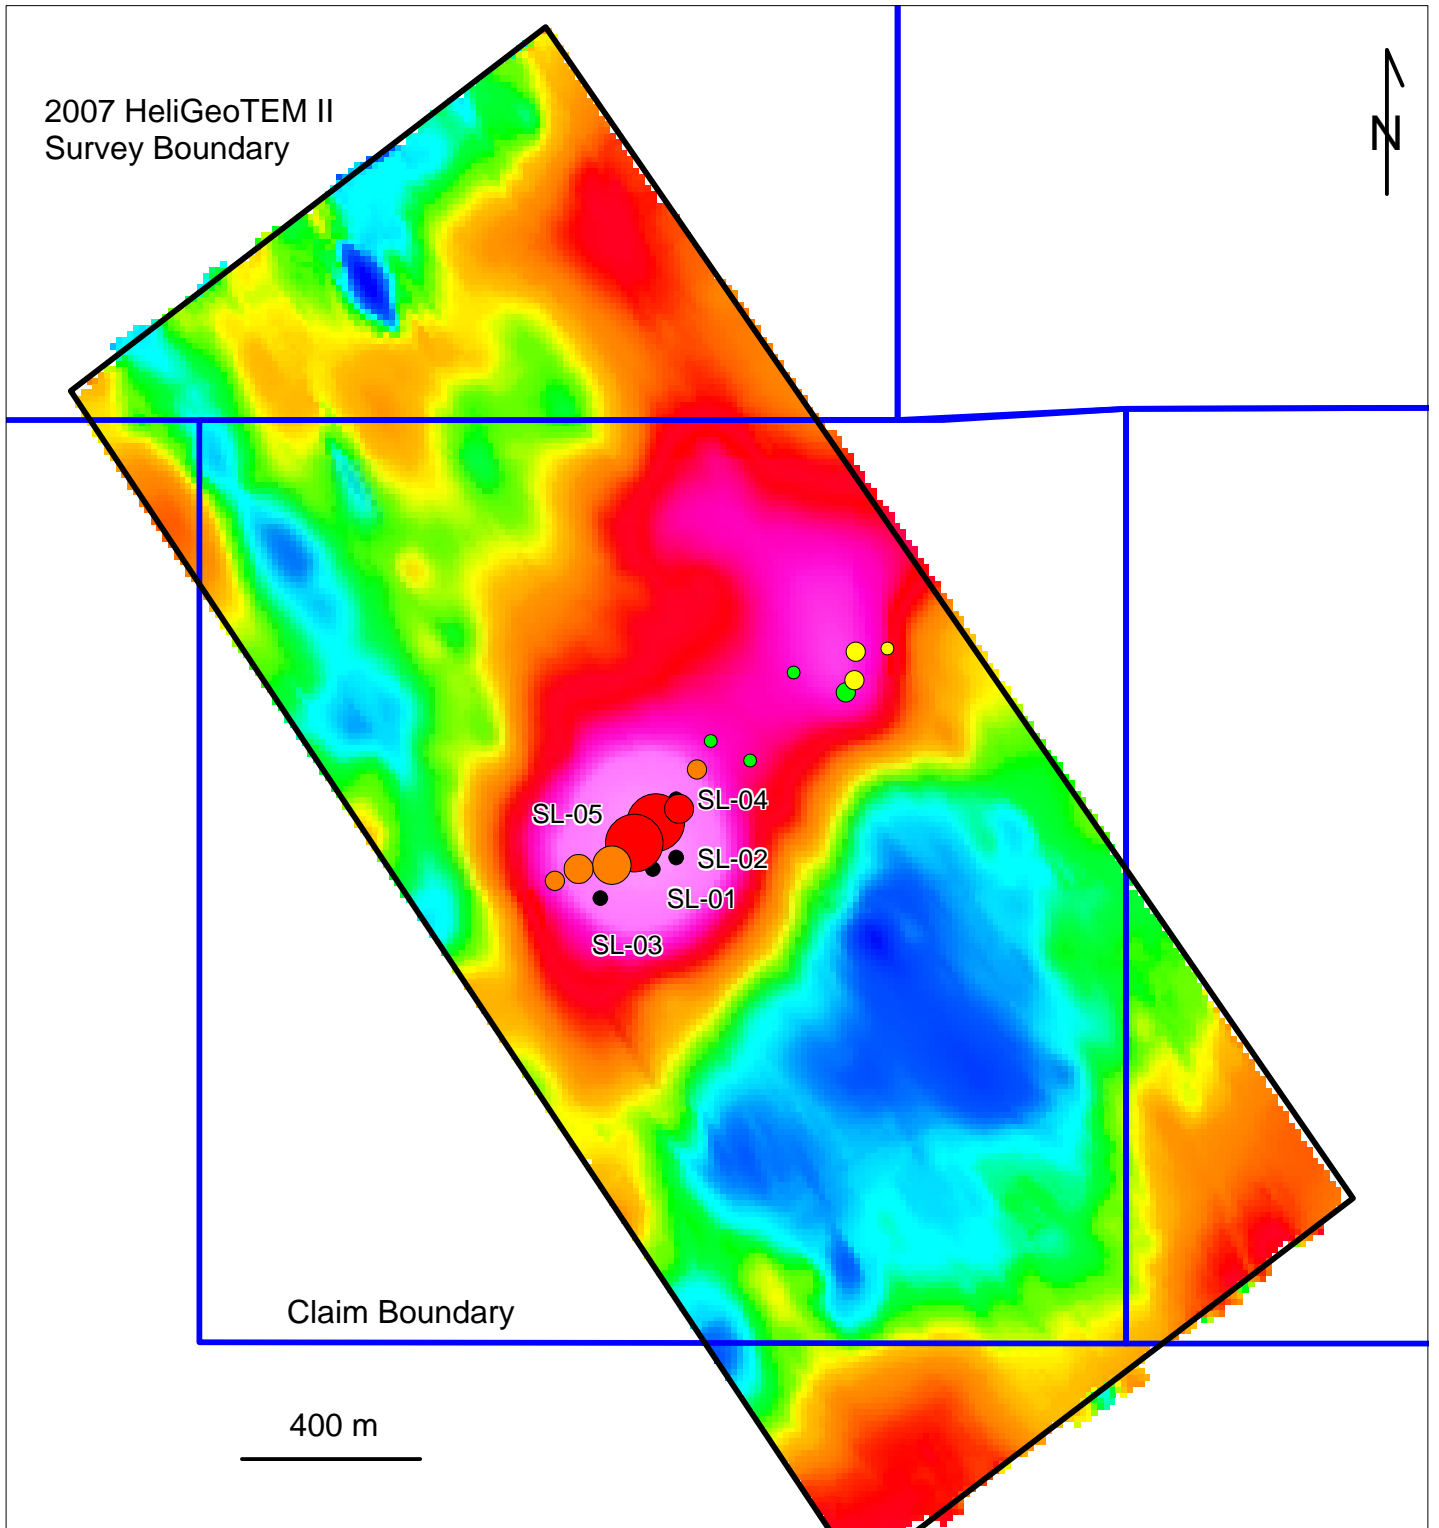 2007 HeliGeoTEM II
Survey Boundary
N
SL-05
SL-04
SL-02
SL-01
SL-03
Claim Boundary
400 m